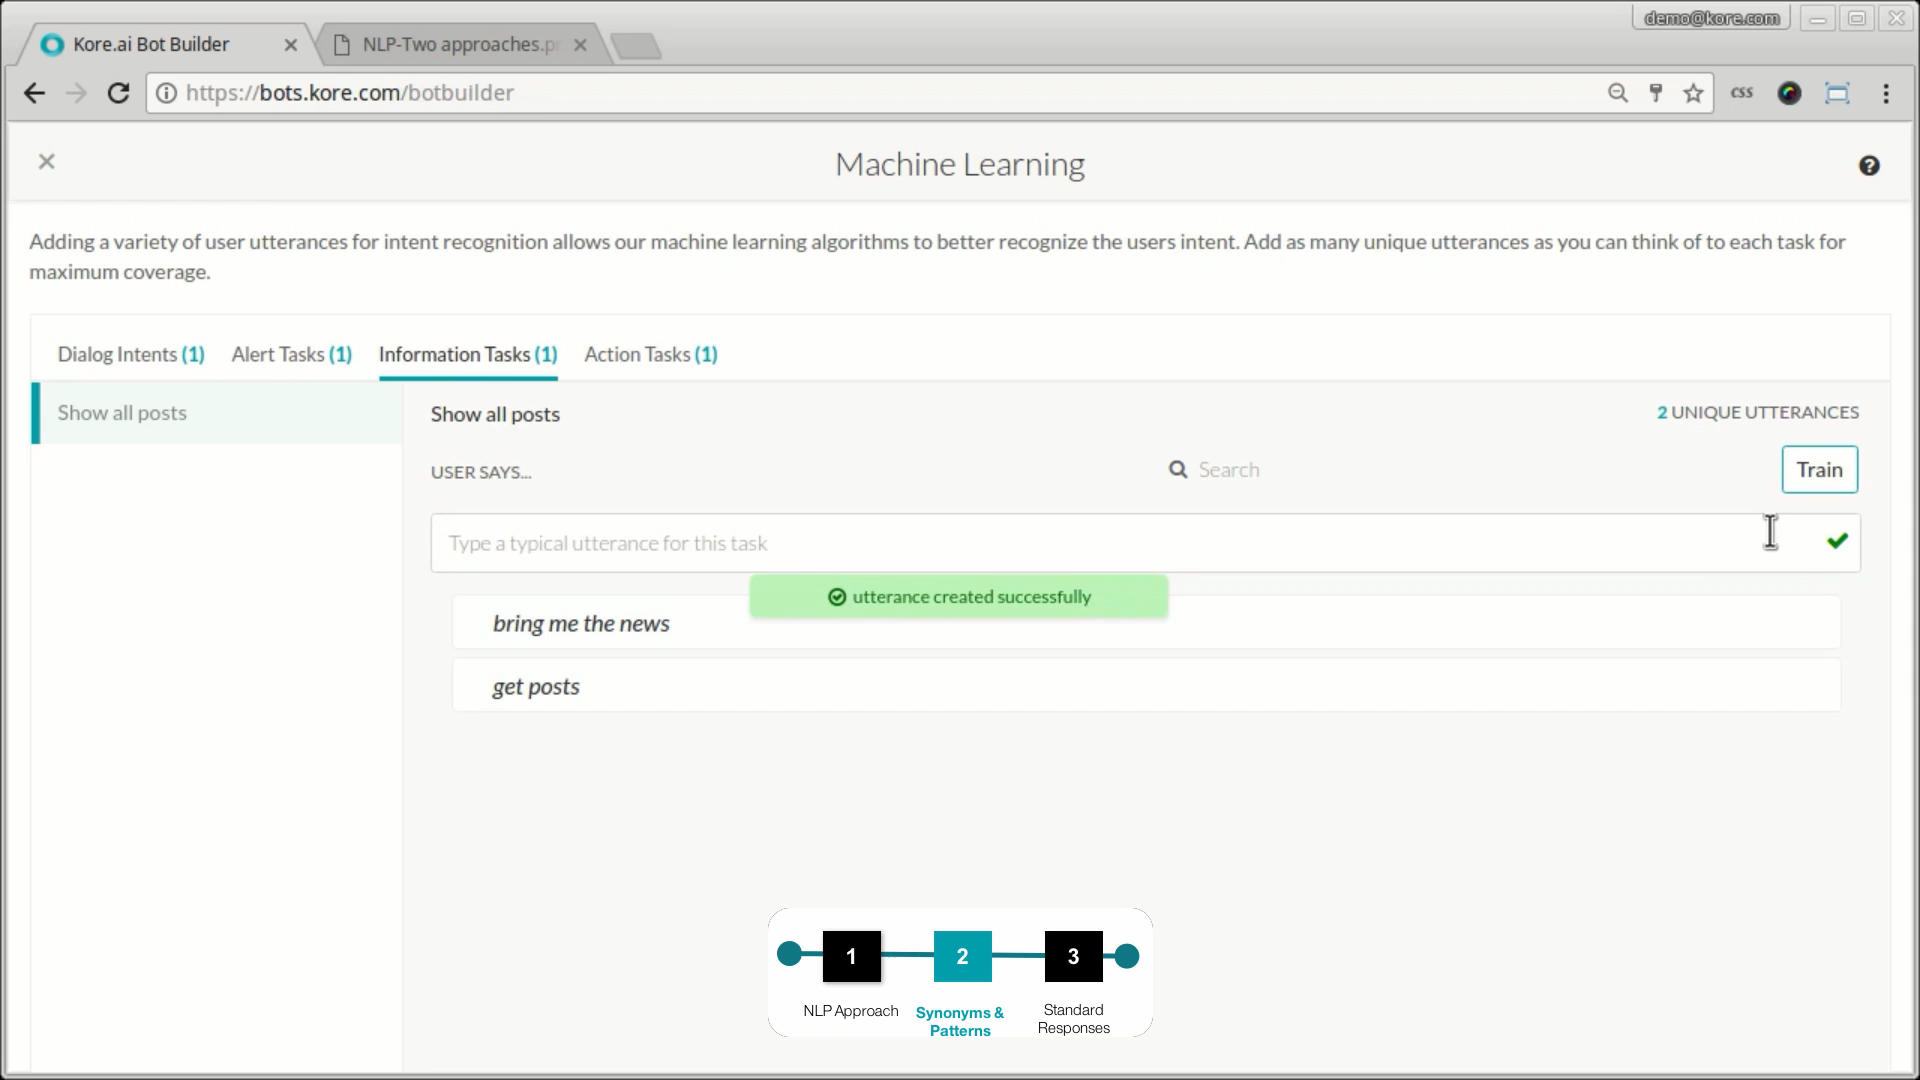 demo@kore.com
Kore.ai Bot Builder
NLP-Two approaches.pr
https://bots.kore.com/botbuilder
css
Machine Learning
Adding a variety of user utterances for intent recognition allows our machine learning algorithms to better recognize the users intent. Add as many unique utterances as you can think of to each task for
maximum coverage.
Dialog Intents (1) Alert Tasks (1) Information Tasks (1) Action Tasks (1)
Show all posts
Show all posts
2 UNIQUE UTTERANCES
USER SAYS...
Search
Train
Type a typical utterance for this task
utterance created successfully
bring me the news
get posts
1 2 3
NLP Approach
Synonyms &
Patterns
Standard
Responses